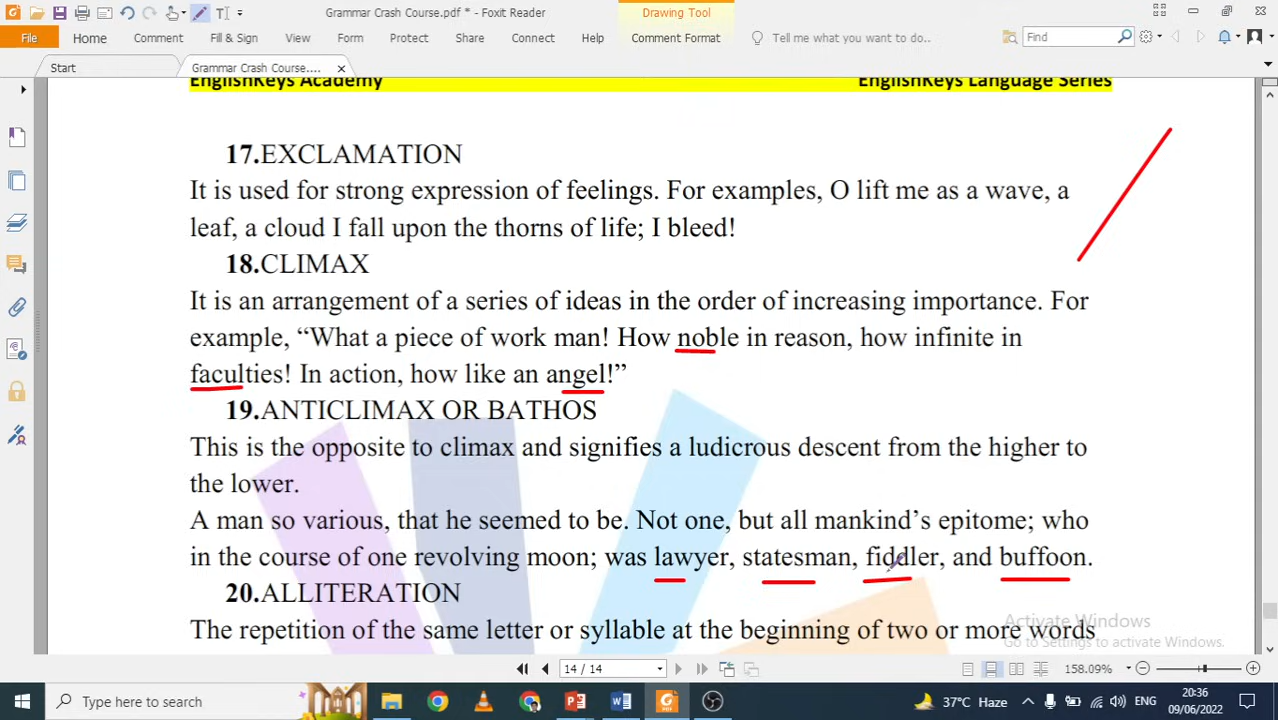 Grammar Crash Course.pdf * - Foxit Reader
Drawing Tool
File Home Comment Fill & Sign View Form Protect Share Connect Help Comment Format Tell me what you want to do.. Find
Start Grammar Crash Course....
EnglishKeys Academy EnglishKeys Language Series
17.EXCLAMATION
It is used for strong expression of feelings. For examples, O lift me as a wave, a
leaf, a cloud I fall upon the thorns of life; I bleed!
18.CLIMAX
It is an arrangement of a series of ideas in the order of increasing importance. For
example, “What a piece of work man! How noble in reason, how infinite in
faculties! In action, how like an angel!”
19.ANTICLIMAX OR BATHOS
This is the opposite to climax and signifies a ludicrous descent from the higher to
the lower.
A man so various, that he seemed to be. Not one, but all mankind’s epitome; who
in the course of one revolving moon; was lawyer, statesman, fiddler, and buffoon.
20.ALLITERATION
The repetition of the same letter or syllable at the beginning of two or more words
Activate Windows
Go to Settings to activate Windows.
14 / 14 158.09%
Type here to search 37°C Haze ENG 20:36
09/06/2022